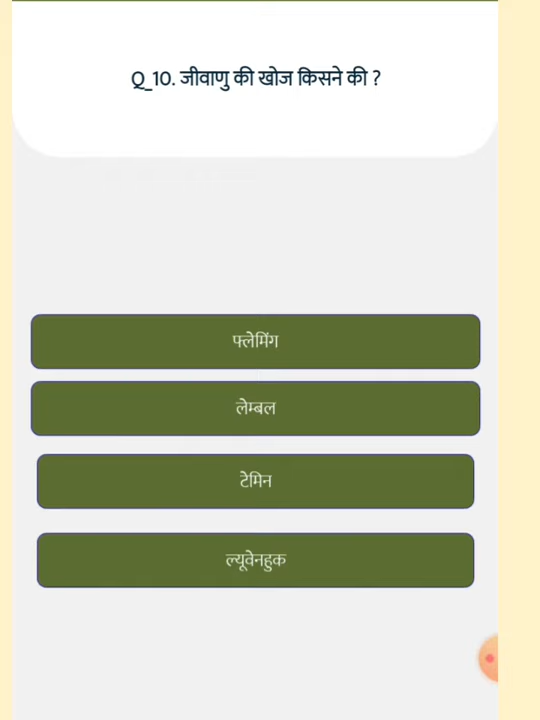 Q_10. जीवाणु की खोज किसने की ?
फ्लेमिंग
लेम्बल
टेमिन
ल्यूवेनहुक